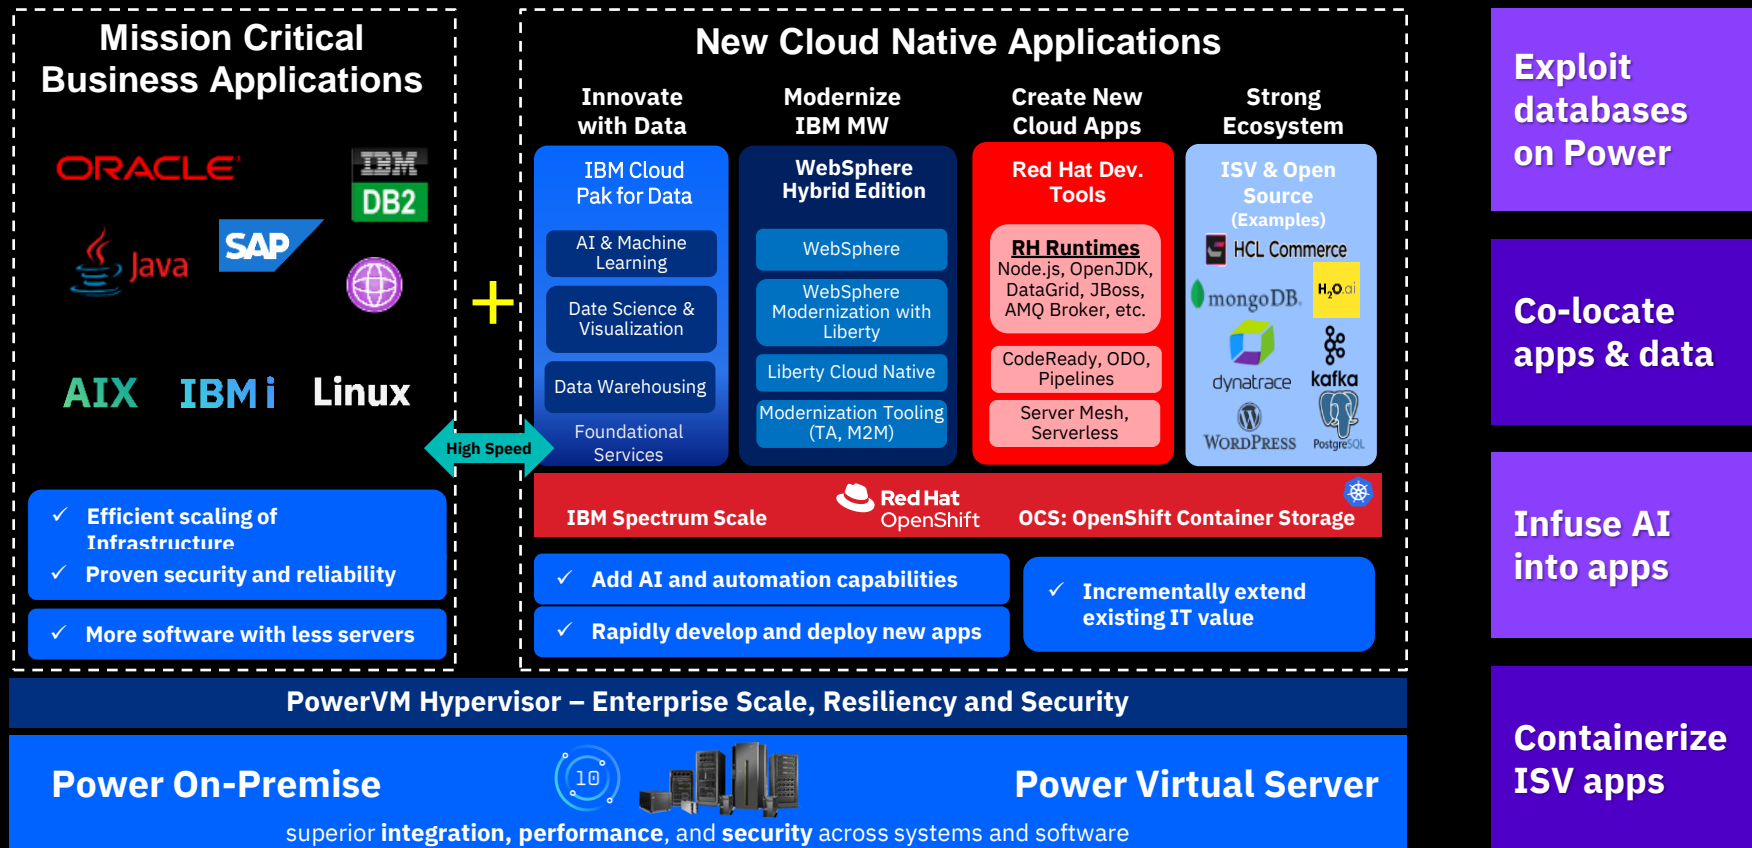 Mission Critical
Business Applications
ORACLE
IBM
DB2
Java
SAP
AIX
IBM i
Linux
High Speed
✓ Efficient scaling of
Infrastructure
✓ Proven security and reliability
✓ More software with less servers
+
New Cloud Native Applications
Innovate
with Data
IBM Cloud
Pak for Data
AI & Machine
Learning
Date Science &
Visualization
Data Warehousing
Foundational
Services
Modernize
IBM MW
WebSphere
Hybrid Edition
WebSphere
WebSphere
Modernization with
Liberty
Liberty Cloud Native
Modernization Tooling
(TA, M2M)
Create New
Cloud Apps
Red Hat Dev.
Tools
RH Runtimes
Node.js, OpenJDK,
DataGrid, JBoss,
AMQ Broker, etc.
CodeReady, ODO,
Pipelines
Server Mesh,
Serverless
Strong
Ecosystem
ISV & Open
Source
(Examples)
HCL Commerce
mongoDB.
H2O.ai
dynatrace
kafka
WORDPRESS
PostgreSQL
IBM Spectrum Scale
Red Hat
OpenShift
OCS: OpenShift Container Storage
✓ Add AI and automation capabilities
✓ Rapidly develop and deploy new apps
✓ Incrementally extend
existing IT value
PowerVM Hypervisor – Enterprise Scale, Resiliency and Security
Power On-Premise
10
Power Virtual Server
superior integration, performance, and security across systems and software
Exploit
databases
on Power
Co-locate
apps & data
Infuse AI
into apps
Containerize
ISV apps